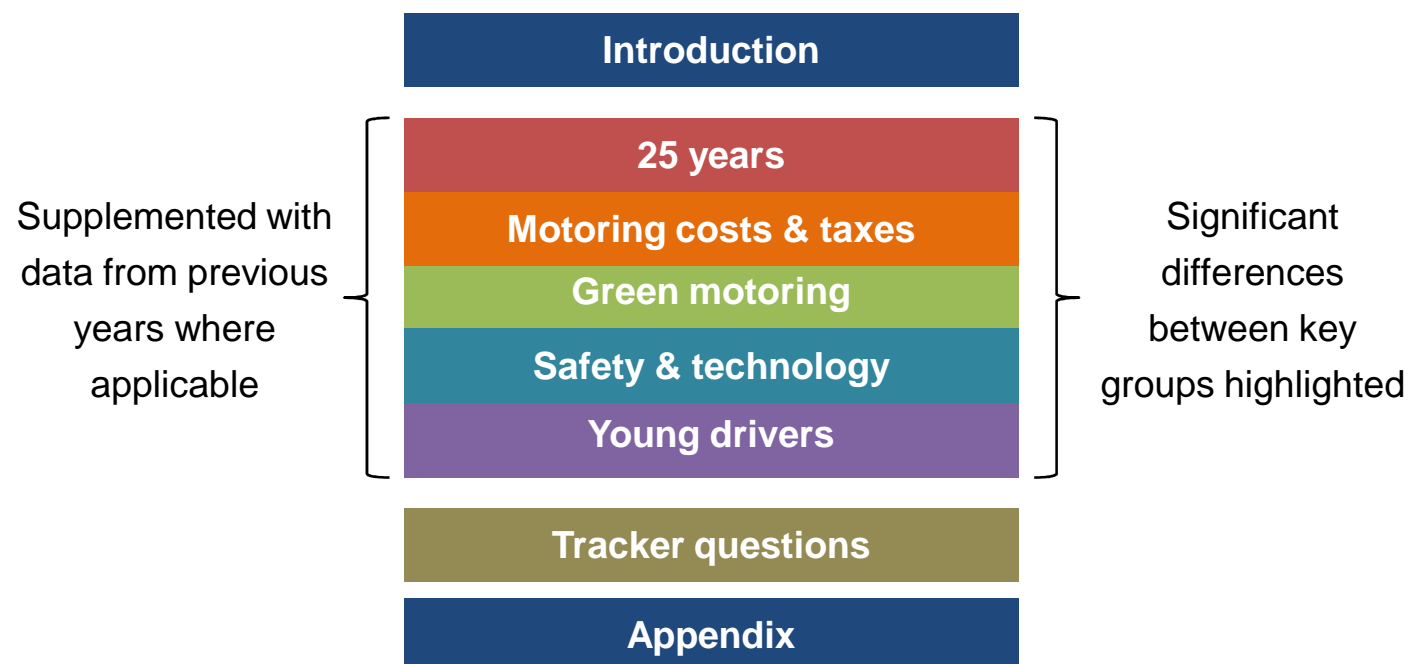 Introduction
25 years
Motoring costs & taxes
Green motoring
Safety & technology
Young drivers
Supplemented with
data from previous
years where
applicable
Significant
differences
between key
groups highlighted
Tracker questions
Appendix